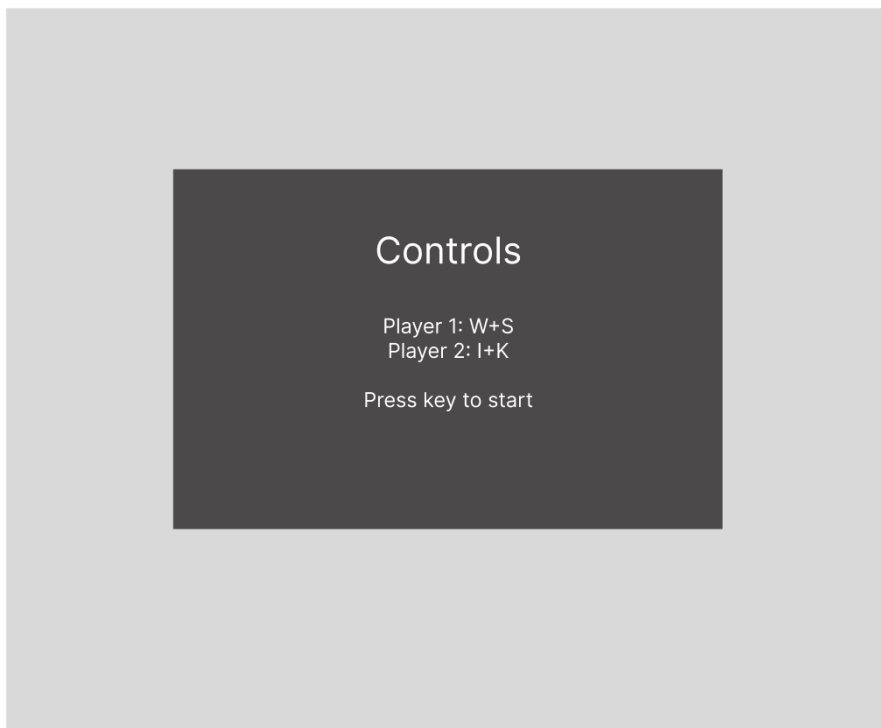 Controls
Player 1: W+S
Player 2: I+K
Press key to start